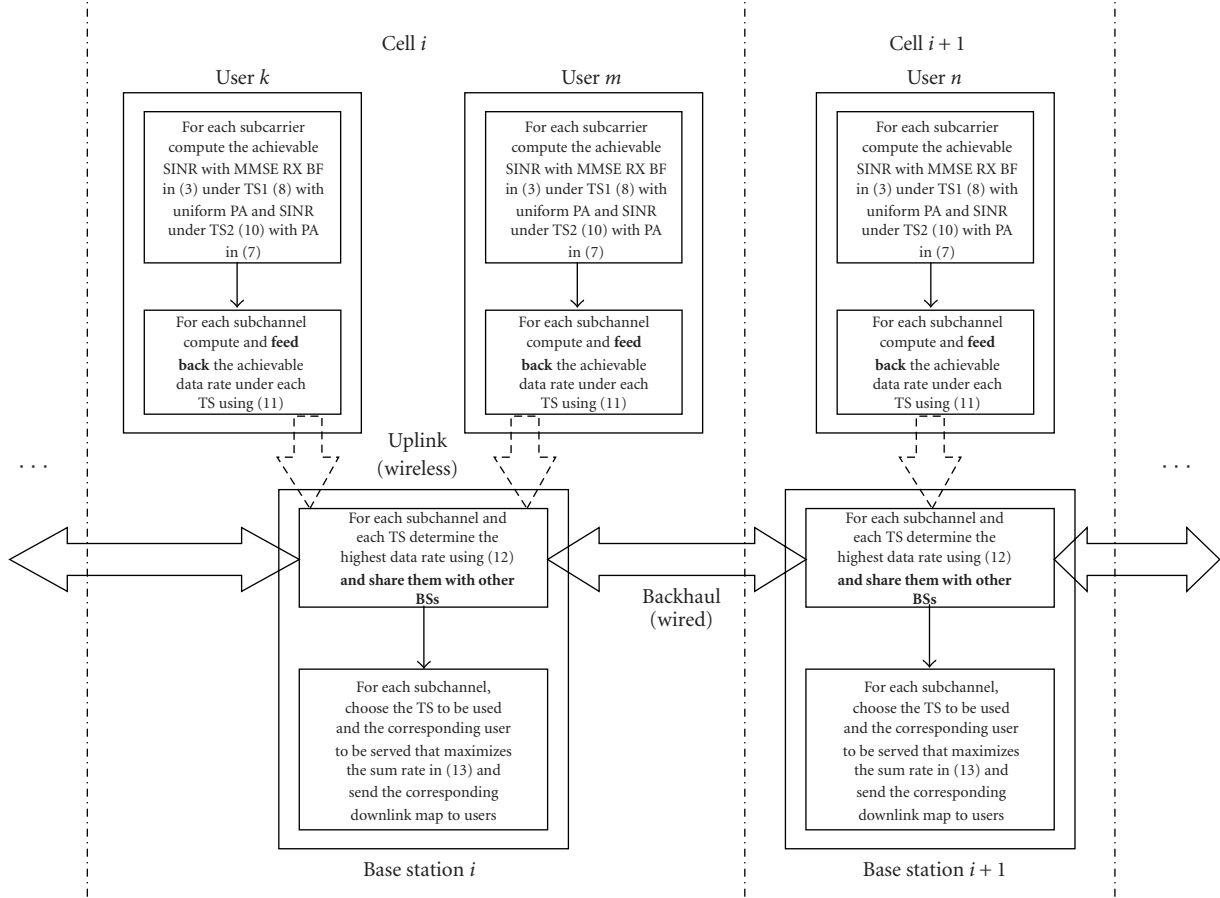 Cell i
Cell i + 1
User k
User m
User n
For each subcarrier
compute the achievable
SINR with MMSE RX BF
in (3) under TS1 (8) with
uniform PA and SINR
under TS2 (10) with PA
in (7)
For each subcarrier
compute the achievable
SINR with MMSE RX BF
in (3) under TS1 (8) with
uniform PA and SINR
under TS2 (10) with PA
in (7)
For each subcarrier
compute the achievable
SINR with MMSE RX BF
in (3) under TS1 (8) with
uniform PA and SINR
under TS2 (10) with PA
in (7)
For each subchannel
compute and feed
back the achievable
data rate under each
TS using (11)
For each subchannel
compute and feed
back the achievable
data rate under each
TS using (11)
For each subchannel
compute and feed
back the achievable
data rate under each
TS using (11)
Uplink
(wireless)
. . .
. . .
For each subchannel and
each TS determine the
highest data rate using (12)
and share them with other
BSs
Backhaul
(wired)
For each subchannel and
each TS determine the
highest data rate using (12)
and share them with other
BSs
For each subchannel,
choose the TS to be used
and the corresponding user
to be served that maximizes
the sum rate in (13) and
send the corresponding
downlink map to users
For each subchannel,
choose the TS to be used
and the corresponding user
to be served that maximizes
the sum rate in (13) and
send the corresponding
downlink map to users
Base station i
Base station i + 1